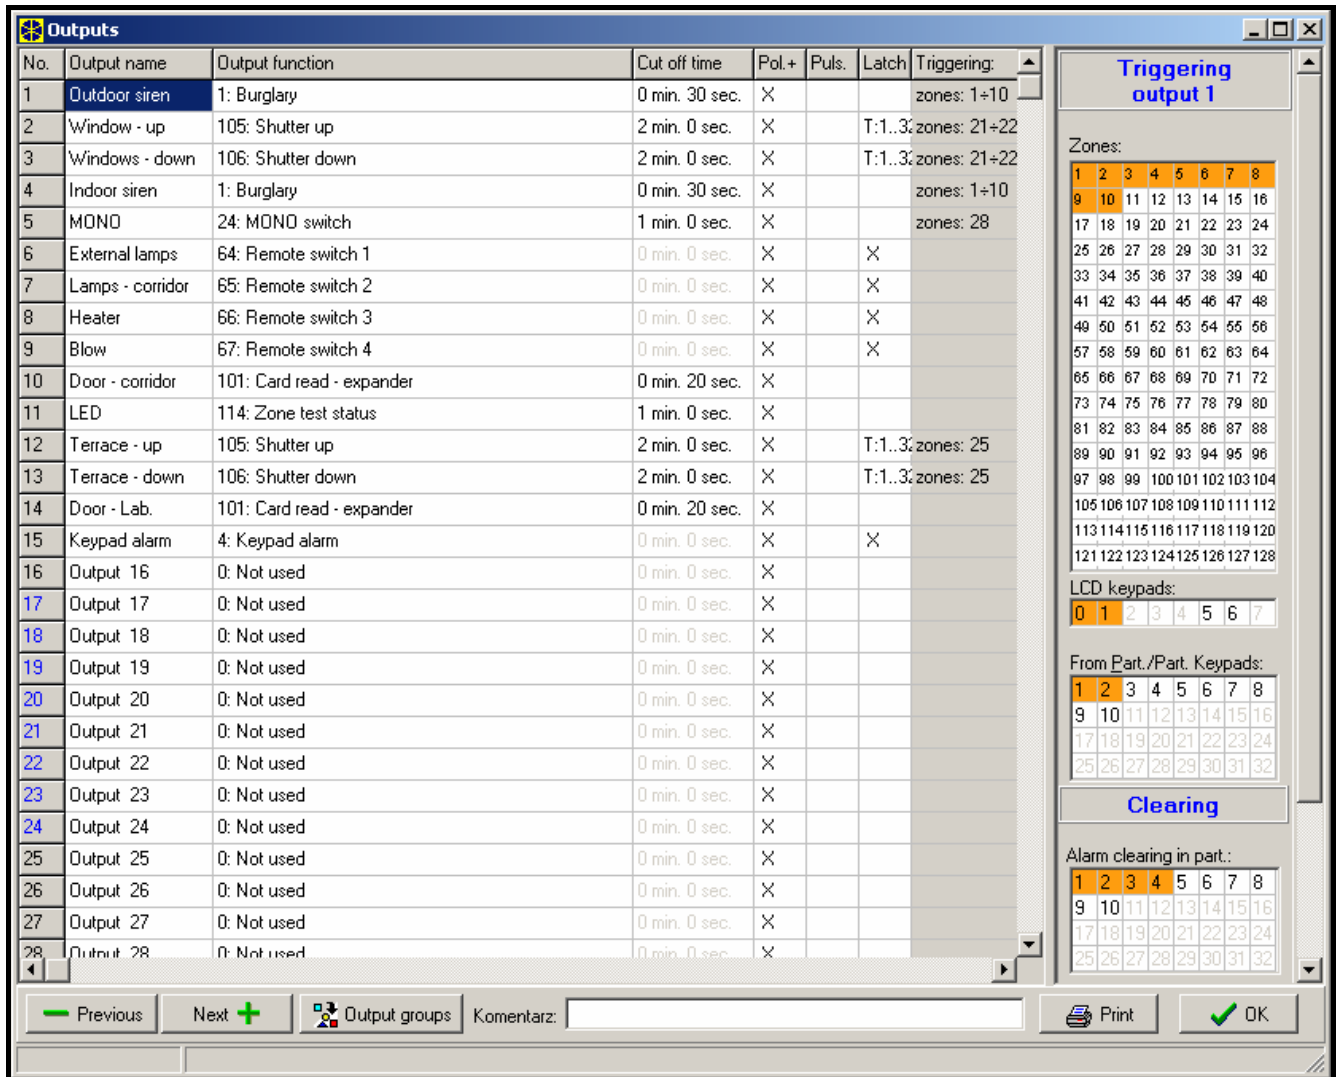 Outputs
No. Output name Output function Cut off time Pol.+ Puls. Latch Triggering:
1 Outdoor siren 1: Burglary 0 min. 30 sec. X zones: 1÷10
2 Window - up 105: Shutter up 2 min. 0 sec. X T:1..32 zones: 21÷22
3 Windows - down 106: Shutter down 2 min. 0 sec. X T:1..32 zones: 21÷22
4 Indoor siren 1: Burglary 0 min. 30 sec. X zones: 1÷10
5 MONO 24: MONO switch 1 min. 0 sec. X zones: 28
6 External lamps 64: Remote switch 1 0 min. 0 sec. X X
7 Lamps - corridor 65: Remote switch 2 0 min. 0 sec. X X
8 Heater 66: Remote switch 3 0 min. 0 sec. X X
9 Blow 67: Remote switch 4 0 min. 0 sec. X X
10 Door - corridor 101: Card read - expander 0 min. 20 sec. X
11 LED 114: Zone test status 1 min. 0 sec. X
12 Terrace - up 105: Shutter up 2 min. 0 sec. X T:1..32 zones: 25
13 Terrace - down 106: Shutter down 2 min. 0 sec. X T:1..32 zones: 25
14 Door - Lab. 101: Card read - expander 0 min. 20 sec. X
15 Keypad alarm 4: Keypad alarm 0 min. 0 sec. X X
16 Output 16 0: Not used 0 min. 0 sec. X
17 Output 17 0: Not used 0 min. 0 sec. X
18 Output 18 0: Not used 0 min. 0 sec. X
19 Output 19 0: Not used 0 min. 0 sec. X
20 Output 20 0: Not used 0 min. 0 sec. X
21 Output 21 0: Not used 0 min. 0 sec. X
22 Output 22 0: Not used 0 min. 0 sec. X
23 Output 23 0: Not used 0 min. 0 sec. X
24 Output 24 0: Not used 0 min. 0 sec. X
25 Output 25 0: Not used 0 min. 0 sec. X
26 Output 26 0: Not used 0 min. 0 sec. X
27 Output 27 0: Not used 0 min. 0 sec. X
28 Output 28 0: Not used 0 min. 0 sec. X
Triggering
output 1
Zones:
1 2 3 4 5 6 7 8
9 10 11 12 13 14 15 16
17 18 19 20 21 22 23 24
25 26 27 28 29 30 31 32
33 34 35 36 37 38 39 40
41 42 43 44 45 46 47 48
49 50 51 52 53 54 55 56
57 58 59 60 61 62 63 64
65 66 67 68 69 70 71 72
73 74 75 76 77 78 79 80
81 82 83 84 85 86 87 88
89 90 91 92 93 94 95 96
97 98 99 100 101 102 103 104
105 106 107 108 109 110 111 112
113 114 115 116 117 118 119 120
121 122 123 124 125 126 127 128
LCD keypads:
0 1 2 3 4 5 6 7
From Part./Part. Keypads:
1 2 3 4 5 6 7 8
9 10 11 12 13 14 15 16
17 18 19 20 21 22 23 24
25 26 27 28 29 30 31 32
Clearing
Alarm clearing in part.:
1 2 3 4 5 6 7 8
9 10 11 12 13 14 15 16
17 18 19 20 21 22 23 24
25 26 27 28 29 30 31 32
Previous Next Output groups Komentarz: Print OK